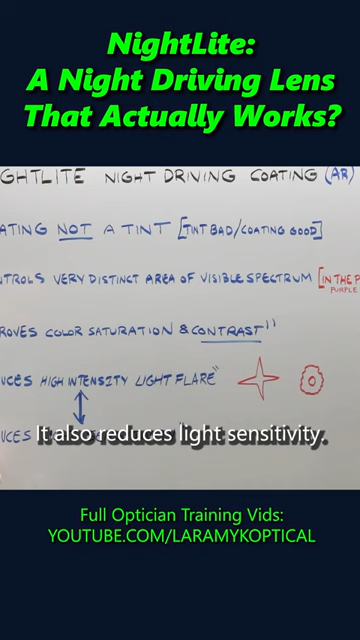 NightLite:
A Night Driving Lens
That Actually Works?
GHTLITE NIGHT DRIVING COATING (AR)
ATING NOT A TINT [TINT BAD/COATING GOOD]
NTROLS VERY DISTINCT AREA OF VISIBLE SPECTRUM [IN THE P
PURPLE
ROVES COLOR SATURATION & CONTRAST"
UCES HIGH INTENSITY LIGHT FLARE"
UCES
It also reduces light sensitivity.
Full Optician Training Vids:
YOUTUBE.COM/LARAMYKOPTICAL